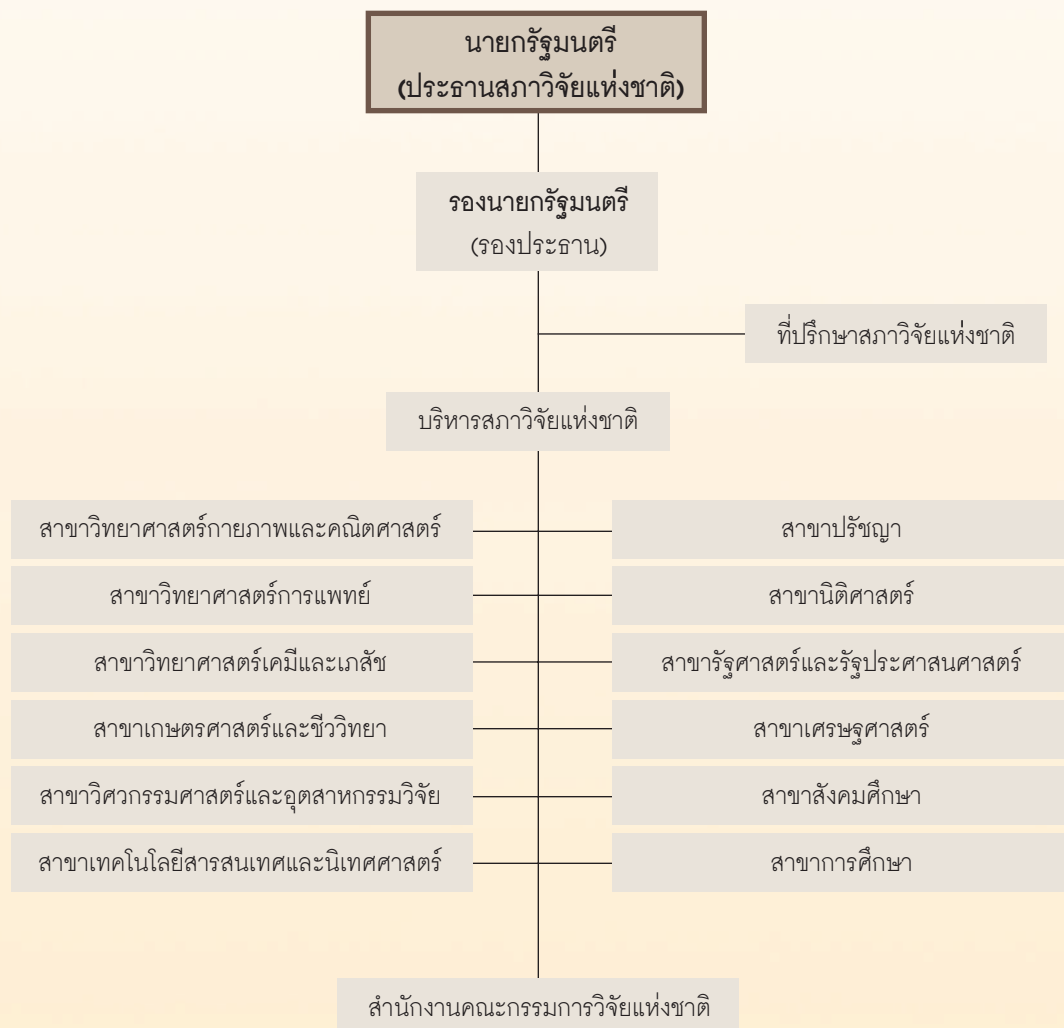 นายกรัฐมนตรี
(ประธานสภาวิจัยแห่งชาติ)
รองนายกรัฐมนตรี
(รองประธาน)
ที่ปรึกษาสภาวิจัยแห่งชาติ
บริหารสภาวิจัยแห่งชาติ
สาขาวิทยาศาสตร์กายภาพและคณิตศาสตร์
สาขาปรัชญา
สาขาวิทยาศาสตร์การแพทย์
สาขานิติศาสตร์
สาขาวิทยาศาสตร์เคมีและเภสัช
สาขารัฐศาสตร์และรัฐประศาสนศาสตร์
สาขาเกษตรศาสตร์และชีววิทยา
สาขาเศรษฐศาสตร์
สาขาวิศวกรรมศาสตร์และอุตสาหกรรมวิจัย
สาขาสังคมศึกษา
สาขาเทคโนโลยีสารสนเทศและนิเทศศาสตร์
สาขาการศึกษา
สำนักงานคณะกรรมการวิจัยแห่งชาติ